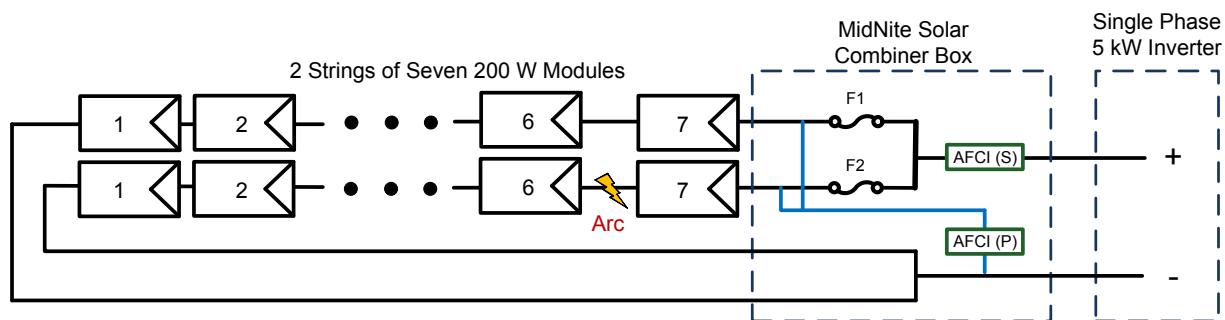 MidNite Solar
Combiner Box
Single Phase
5 kW Inverter
2 Strings of Seven 200 W Modules
F1
1
2
6
7
AFCI (S)
+
F2
1
2
6
7
Arc
AFCI (P)
-